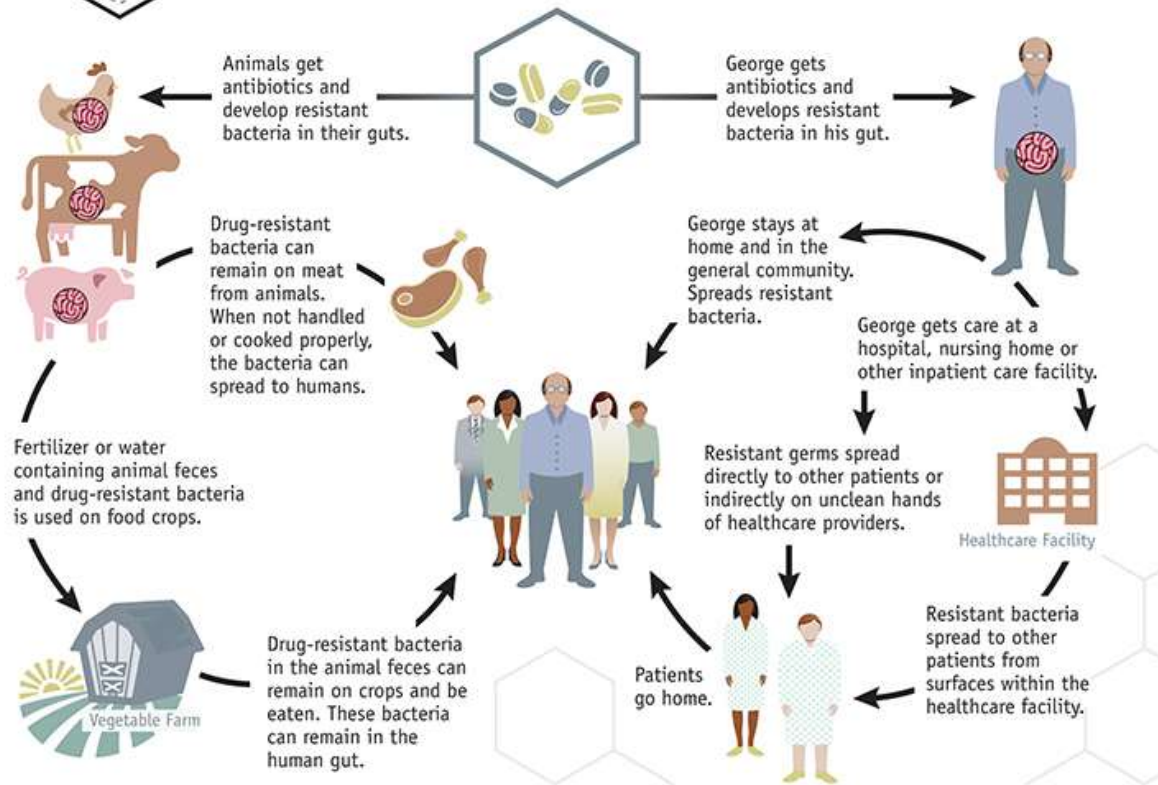 Animals get
antibiotics and
develop resistant
bacteria in their guts.
George gets
antibiotics and
develops resistant
bacteria in his gut.
Drug-resistant
bacteria can
remain on meat
from animals.
When not handled
or cooked properly,
the bacteria can
spread to humans.
George stays at
home and in the
general community.
Spreads resistant
bacteria.
George gets care at a
hospital, nursing home or
other inpatient care facility.
Fertilizer or water
containing animal feces
and drug-resistant bacteria
is used on food crops.
Resistant germs spread
directly to other patients or
indirectly on unclean hands
of healthcare providers.
Healthcare Facility
Vegetable Farm
Drug-resistant bacteria
in the animal feces can
remain on crops and be
eaten. These bacteria
can remain in the
human gut.
Patients
go home.
Resistant bacteria
spread to other
patients from
surfaces within the
healthcare facility.